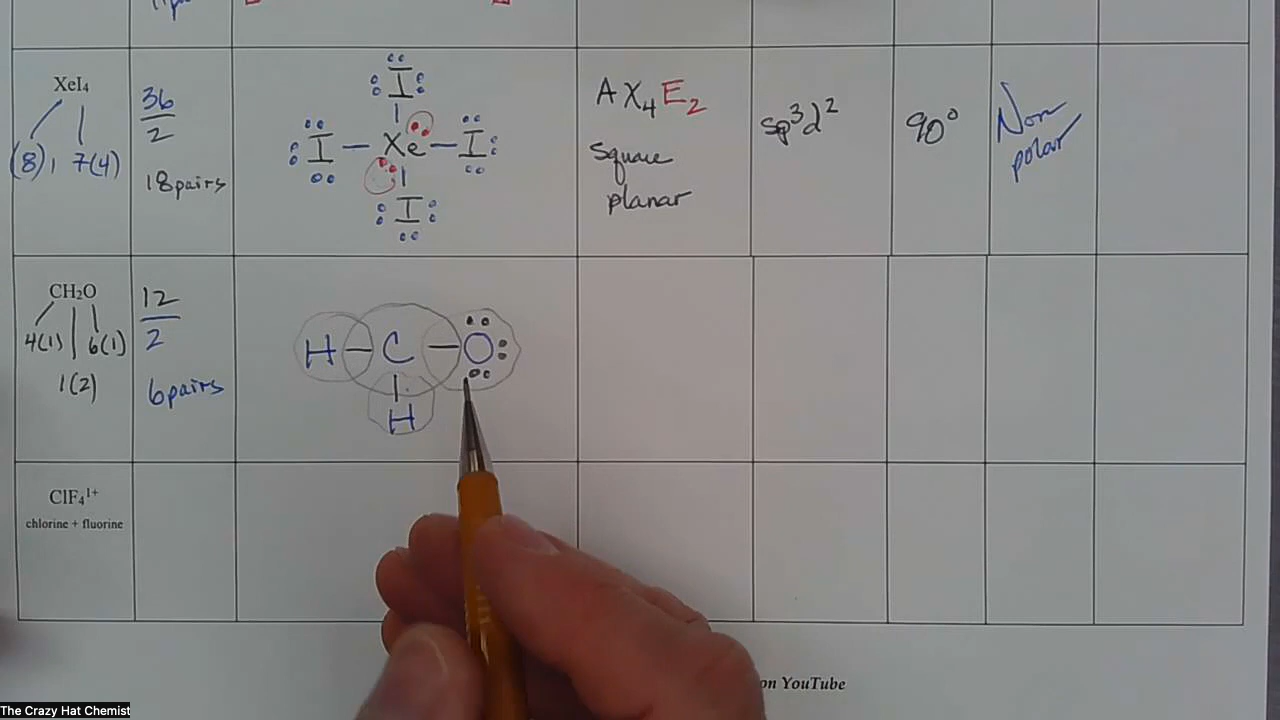 XeI₄
(8), 7(4)
36
2
18 pairs
I
I — Xe — I
I
AX₄E₂
Square
planar
sp³d²
90°
Non
polar
CH₂O
4(1) 6(1)
1(2)
12
2
6 pairs
H — C — O
H
ClF₄¹⁺
chlorine + fluorine
on YouTube
The Crazy Hat Chemist